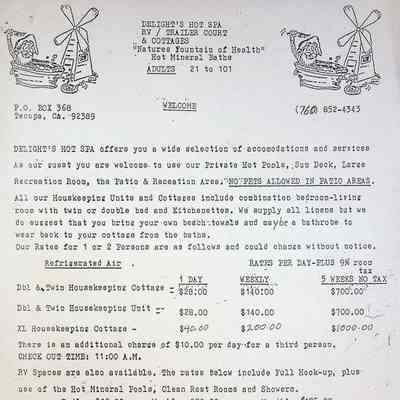 DELIGHT'S HOT SPA
RV / TRAILER COURT
& COTTAGES
"Natures Fountain of Health"
Hot Mineral Baths
ADULTS 21 to 101
P.O. BOX 368
Tecopa, Ca. 92389
WELCOME
(760) 852-4343
DELIGHT'S HOT SPA offers you a wide selection of accomodations and services
As our guest you are welcome to use our Private Hot Pools, Sun Deck, Large
Recreation Room, the Patio & Recreation Area. NO PETS ALLOWED IN PATIO AREAS.
All our Housekeeping Units and Cottages include combination bedroom-living
room with twin or double bed and Kitchenettes. We supply all linens but we
do suggest that you bring your own beach towels and maybe a bathrobe to
wear back to your cottage from the baths.
Our Rates for 1 or 2 Persons are as follows and could change without notice.
Refrigerated Air RATES PER DAY-PLUS 9% room tax
1 DAY WEEKLY 5 WEEKS NO TAX
Dbl & Twin Housekeeping Cottage - $28.00 $140.00 $700.00
Dbl & Twin Housekeeping Unit - $28.00 $140.00 $700.00
XL Housekeeping Cottage - $40.00 $200.00 $1000.00
There is an additional charge of $10.00 per day for a third person.
CHECK OUT TIME: 11:00 A.M.
RV Spaces are also available. The rates below include Full Hook-up, plus
use of the Hot Mineral Pools, Clean Rest Rooms and Showers.